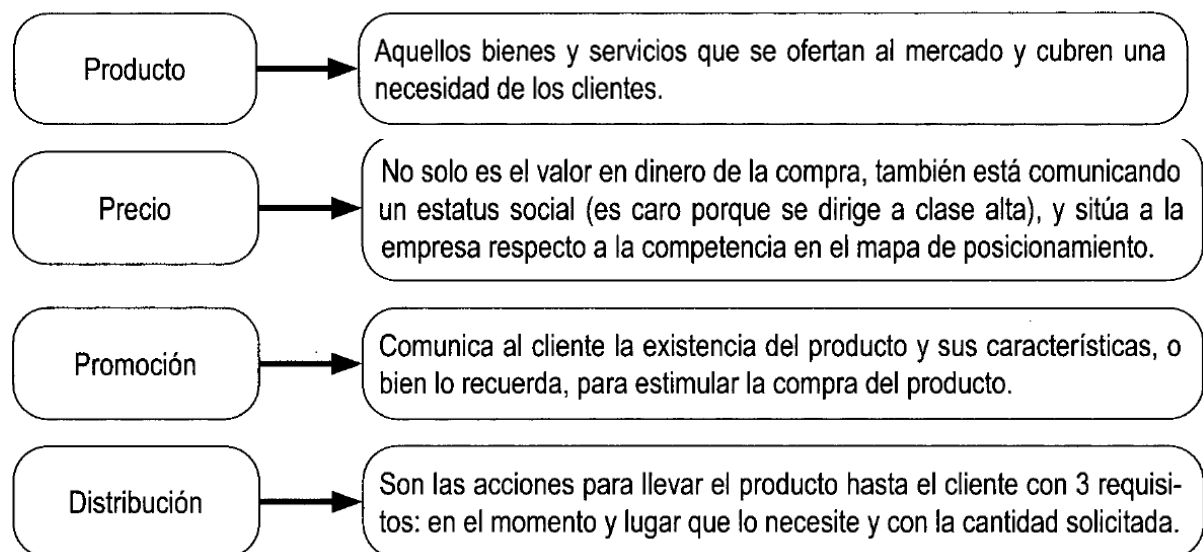 Producto
Aquellos bienes y servicios que se ofertan al mercado y cubren una
necesidad de los clientes.
Precio
No solo es el valor en dinero de la compra, también está comunicando
un estatus social (es caro porque se dirige a clase alta), y sitúa a la
empresa respecto a la competencia en el mapa de posicionamiento.
Promoción
Comunica al cliente la existencia del producto y sus características, o
bien lo recuerda, para estimular la compra del producto.
Distribución
Son las acciones para llevar el producto hasta el cliente con 3 requisi-
tos: en el momento y lugar que lo necesite y con la cantidad solicitada.